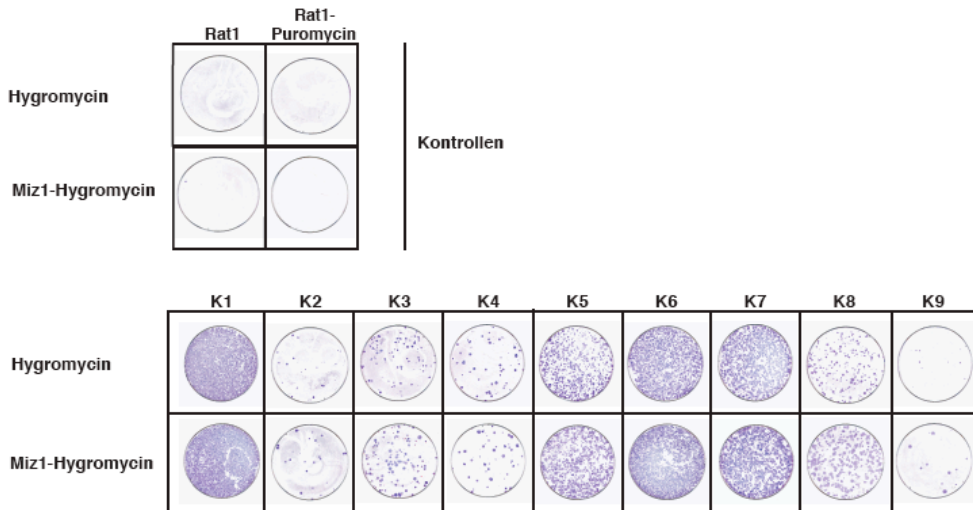 Rat1 Rat1-
Puromycin
Hygromycin
Miz1-Hygromycin
Kontrollen
K1 K2 K3 K4 K5 K6 K7 K8 K9
Hygromycin
Miz1-Hygromycin